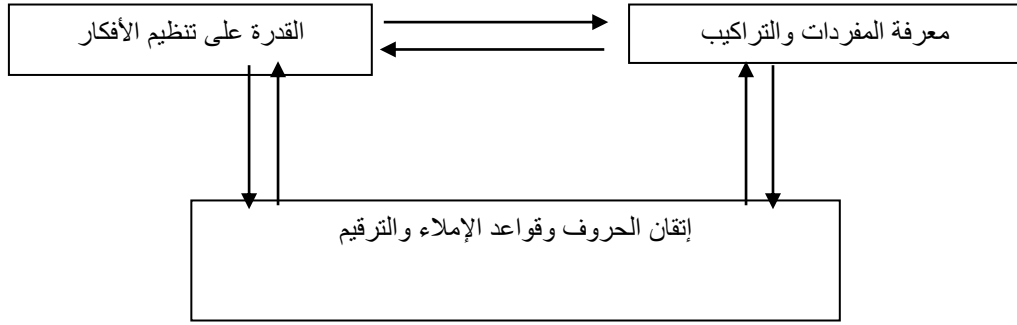 معرفة المفردات والتراكيب
القدرة على تنظيم الأفكار
إتقان الحروف وقواعد الإملاء والترقيم